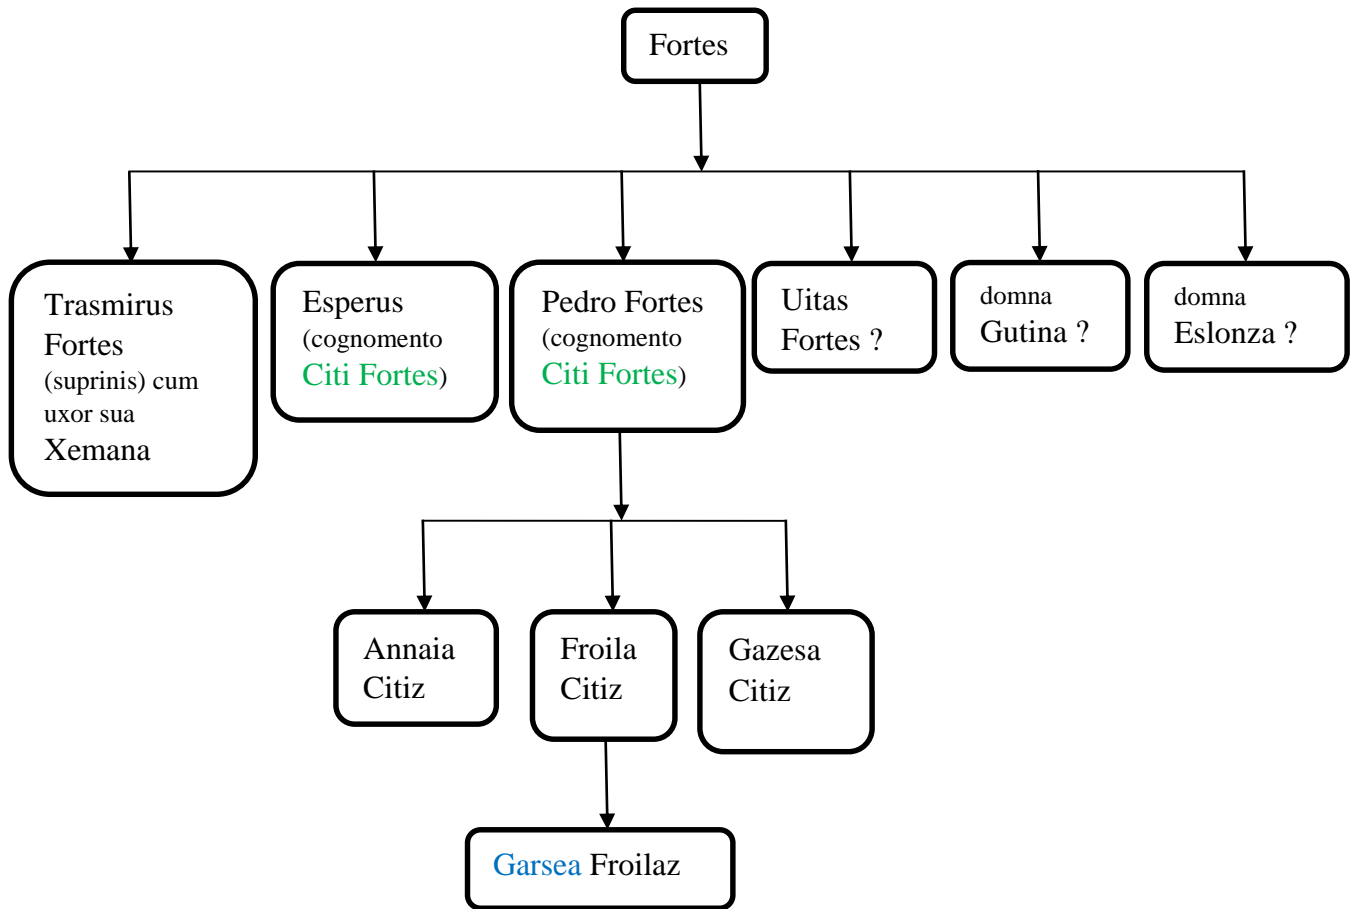 Fortes
Trasmirus
Fortes
(suprinis) cum
uxor sua
Xemana
Esperus
(cognomento
Citi Fortes)
Pedro Fortes
(cognomento
Citi Fortes)
Uitas
Fortes ?
domna
Gutina ?
domna
Eslonza ?
Annaia
Citiz
Froila
Citiz
Gazesa
Citiz
Garsea Froilaz